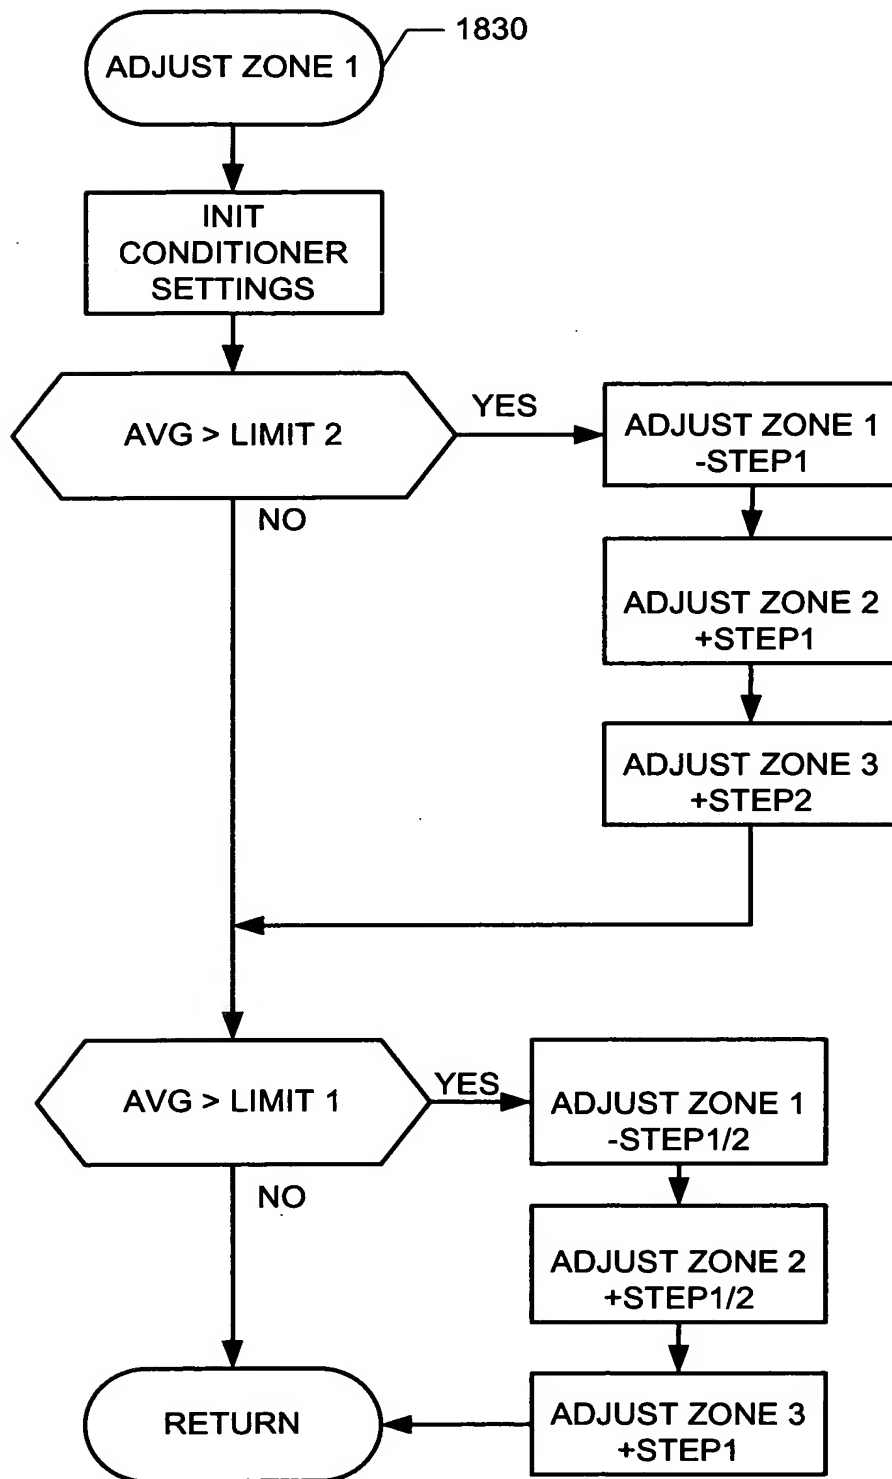 ADJUST ZONE 1
1830
INIT
CONDITIONER
SETTINGS
AVG > LIMIT 2
YES
NO
ADJUST ZONE 1
-STEP1
ADJUST ZONE 2
+STEP1
ADJUST ZONE 3
+STEP2
AVG > LIMIT 1
YES
NO
ADJUST ZONE 1
-STEP1/2
ADJUST ZONE 2
+STEP1/2
ADJUST ZONE 3
+STEP1
RETURN